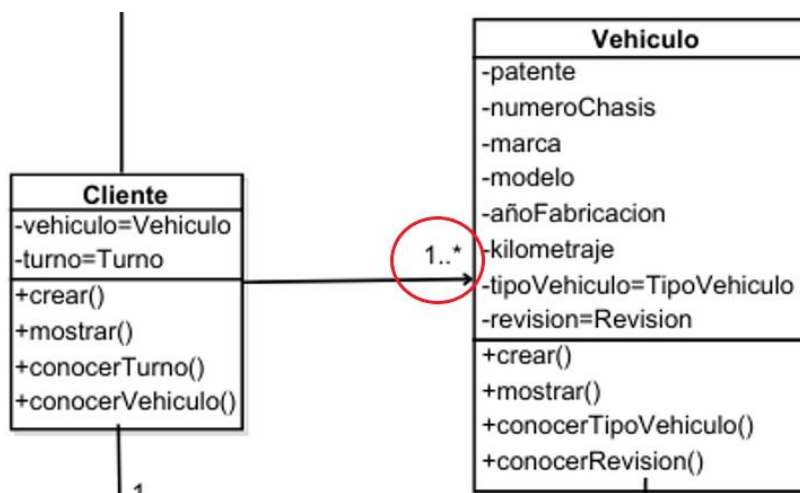 Cliente
-vehiculo=Vehiculo
-turno=Turno
+crear()
+mostrar()
+conocerTurno()
+conocerVehiculo()
1
1..*
Vehiculo
-patente
-numeroChasis
-marca
-modelo
-añoFabricacion
-kilometraje
-tipoVehiculo=TipoVehiculo
-revision=Revision
+crear()
+mostrar()
+conocerTipoVehiculo()
+conocerRevision()